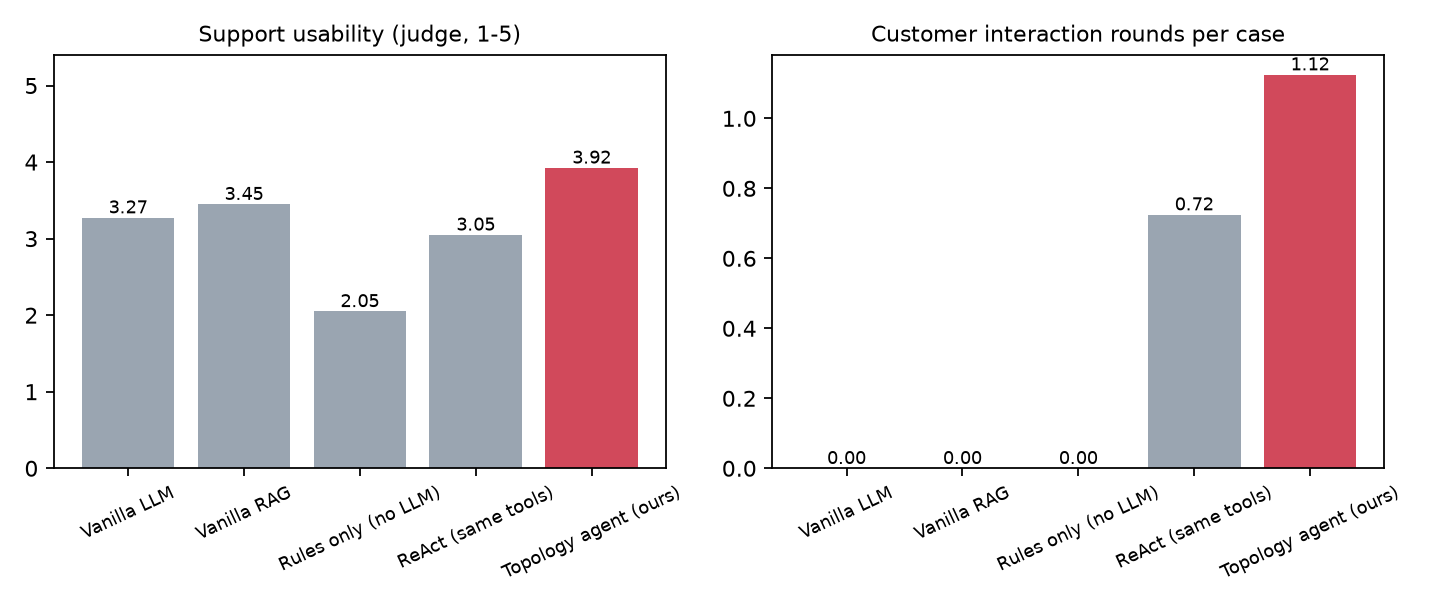 Support usability (judge, 1-5)
5
4
3
2
1
0
3.27
3.45
2.05
3.05
3.92
Vanilla LLM
Vanilla RAG
Rules only (no LLM)
ReAct (same tools)
Topology agent (ours)
Customer interaction rounds per case
1.0
0.8
0.6
0.4
0.2
0.0
0.00
0.00
0.00
0.72
1.12
Vanilla LLM
Vanilla RAG
Rules only (no LLM)
ReAct (same tools)
Topology agent (ours)